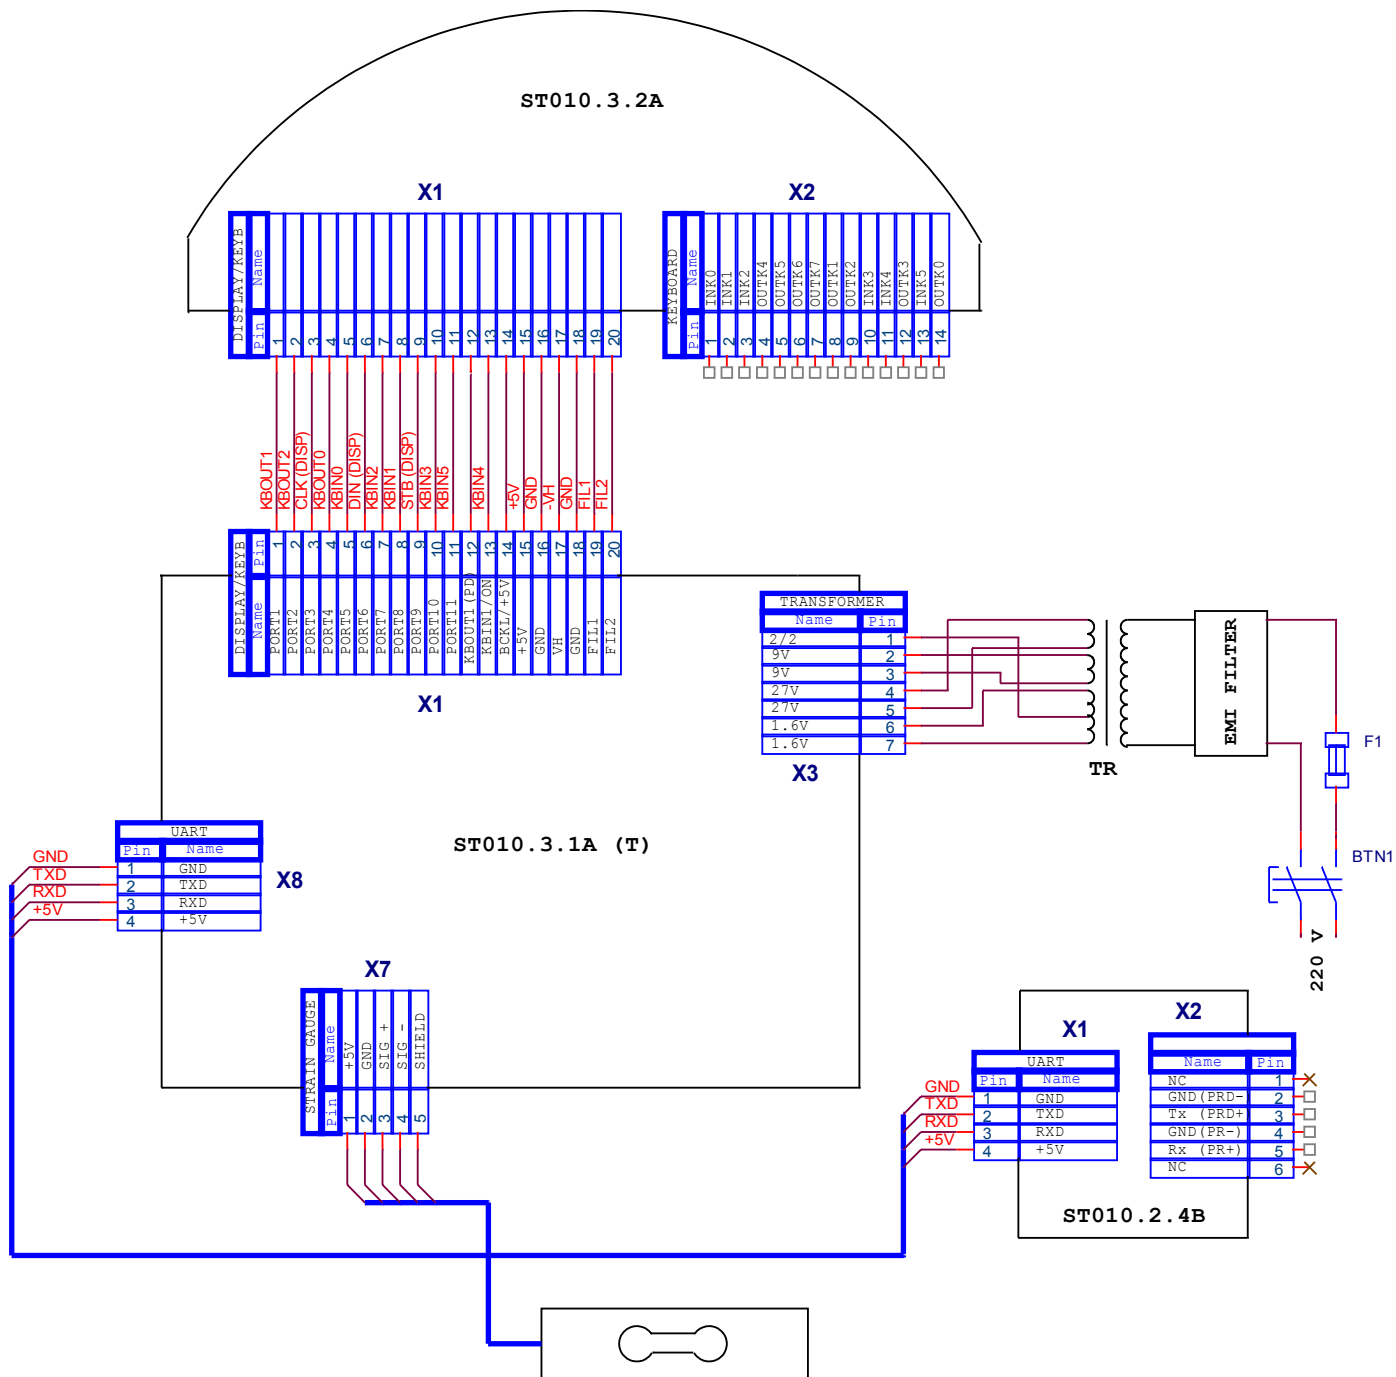 ST010.3.2A
X1
X2
DISPLAY/KEYB
Name
Pin
1 2 3 4 5 6 7 8 9 10 11 12 13 14 15 16 17 18 19 20
KEYBOARD
Name
INK0 INK1 INK2 OUTK4 OUTK5 OUTK6 OUTK7 OUTK1 OUTK2 INK3 INK4 OUTK3 INK5 OUTK0
Pin
1 2 3 4 5 6 7 8 9 10 11 12 13 14
KBOUT1
KBOUT2
CLK (DISP)
KBOUT0
KBIN0
DIN (DISP)
KBIN2
KBIN1
STB (DISP)
KBIN3
KBIN5
KBIN4
+5V
GND
-VH
GND
FIL1
FIL2
DISPLAY/KEYB
Pin
1 2 3 4 5 6 7 8 9 10 11 12 13 14 15 16 17 18 19 20
Name
PORT1
PORT2
PORT3
PORT4
PORT5
PORT6
PORT7
PORT8
PORT9
PORT10
PORT11
KBOUT1(PD)
KBIN1/ON
BCKL/+5V
+5V
GND
VH
GND
FIL1
FIL2
X1
TRANSFORMER
Name Pin
2/2 1
9V 2
9V 3
27V 4
27V 5
1.6V 6
1.6V 7
X3
TR
EMI FILTER
F1
BTN1
220 V
ST010.3.1A (T)
UART
Pin Name
GND 1 GND
TXD 2 TXD
RXD 3 RXD
+5V 4 +5V
X8
X7
STRAIN GAUGE
Name
+5V
GND
SIG +
SIG -
SHIELD
Pin
1 2 3 4 5
X1
UART
Pin Name
GND 1 GND
TXD 2 TXD
RXD 3 RXD
+5V 4 +5V
X2
Name Pin
NC 1
GND(PRD- 2
Tx (PRD+ 3
GND(PR-) 4
Rx (PR+) 5
NC 6
ST010.2.4B